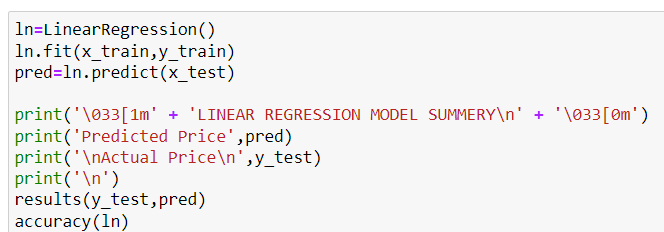 ln=LinearRegression()
ln.fit(x_train,y_train)
pred=ln.predict(x_test)
print('\033[1m' + 'LINEAR REGRESSION MODEL SUMMERY\n' + '\033[0m')
print('Predicted Price',pred)
print('\nActual Price\n',y_test)
print('\n')
results(y_test,pred)
accuracy(ln)